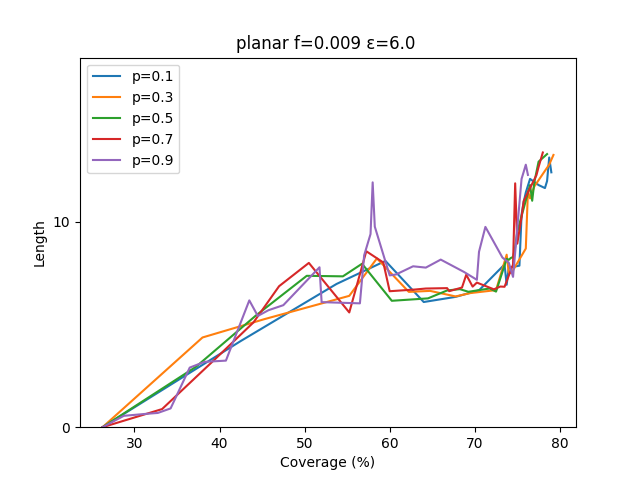 planar f=0.009 ε=6.0
p=0.1
p=0.3
p=0.5
p=0.7
p=0.9
Length
10
0
30 40 50 60 70 80
Coverage (%)